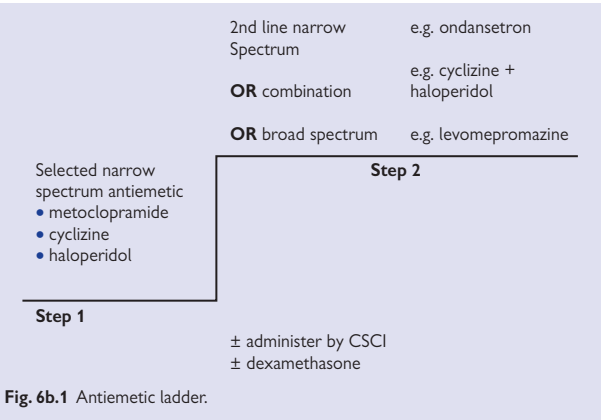 2nd line narrow
Spectrum
e.g. ondansetron
OR combination
e.g. cyclizine +
haloperidol
OR broad spectrum
e.g. levomepromazine
Step 2
Selected narrow
spectrum antiemetic
• metoclopramide
• cyclizine
• haloperidol
Step 1
± administer by CSCI
± dexamethasone
Fig. 6b.1 Antiemetic ladder.